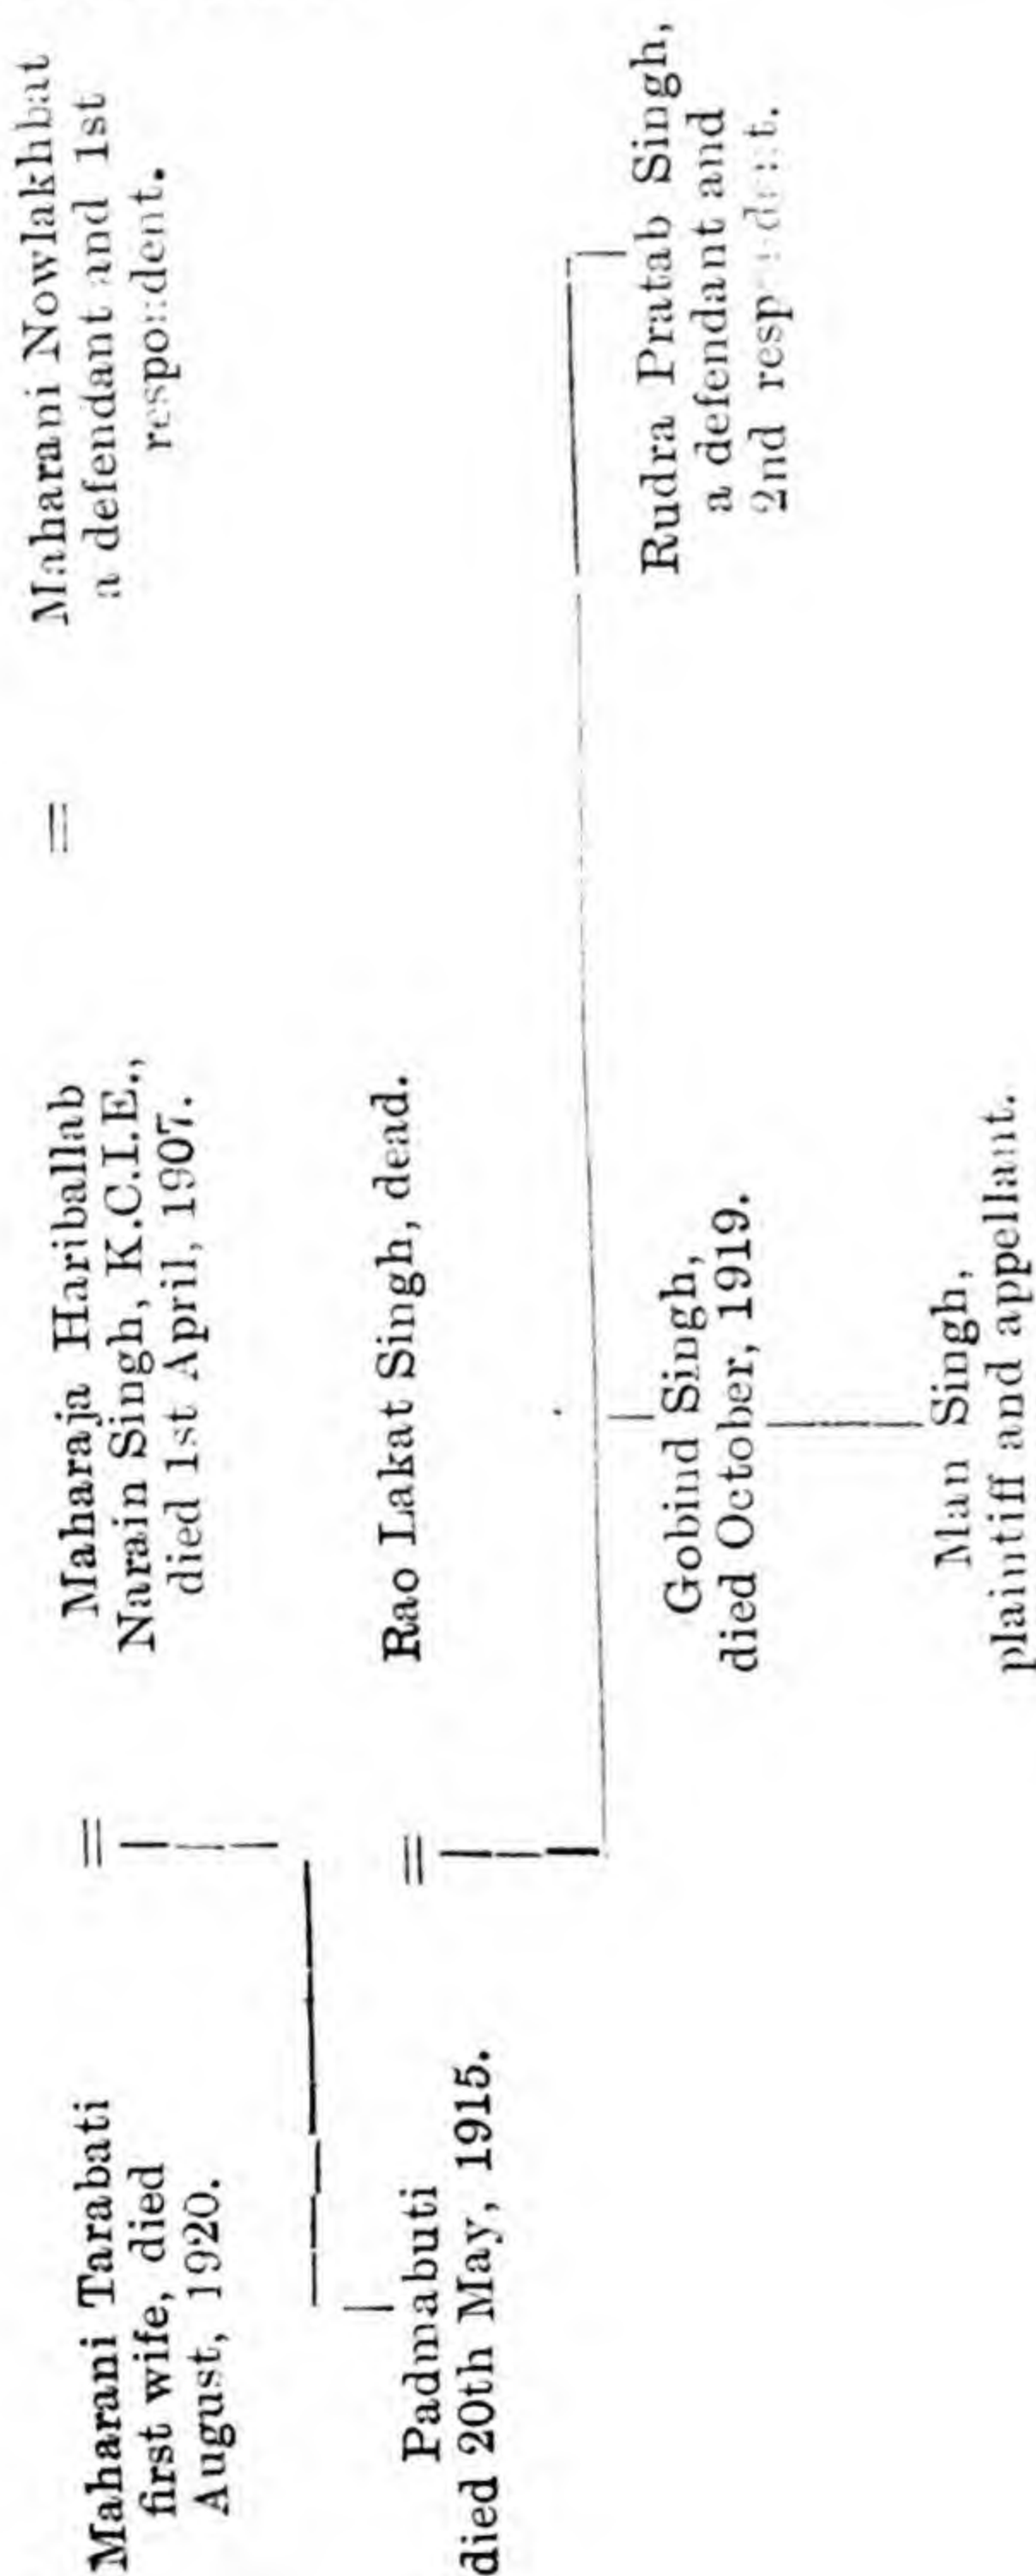 Maharani Tarabati
first wife, died
August, 1920.
=
Maharaja Hariballab
Narain Singh, K.C.I.E.,
died 1st April, 1907.
=
Maharani Nowlakhbat
a defendant and 1st
respondent.
Padmabuti
died 20th May, 1915.
=
Rao Lakat Singh, dead.
Gobind Singh,
died October, 1919.
Rudra Pratab Singh,
a defendant and
2nd respondent.
Man Singh,
plaintiff and appellant.